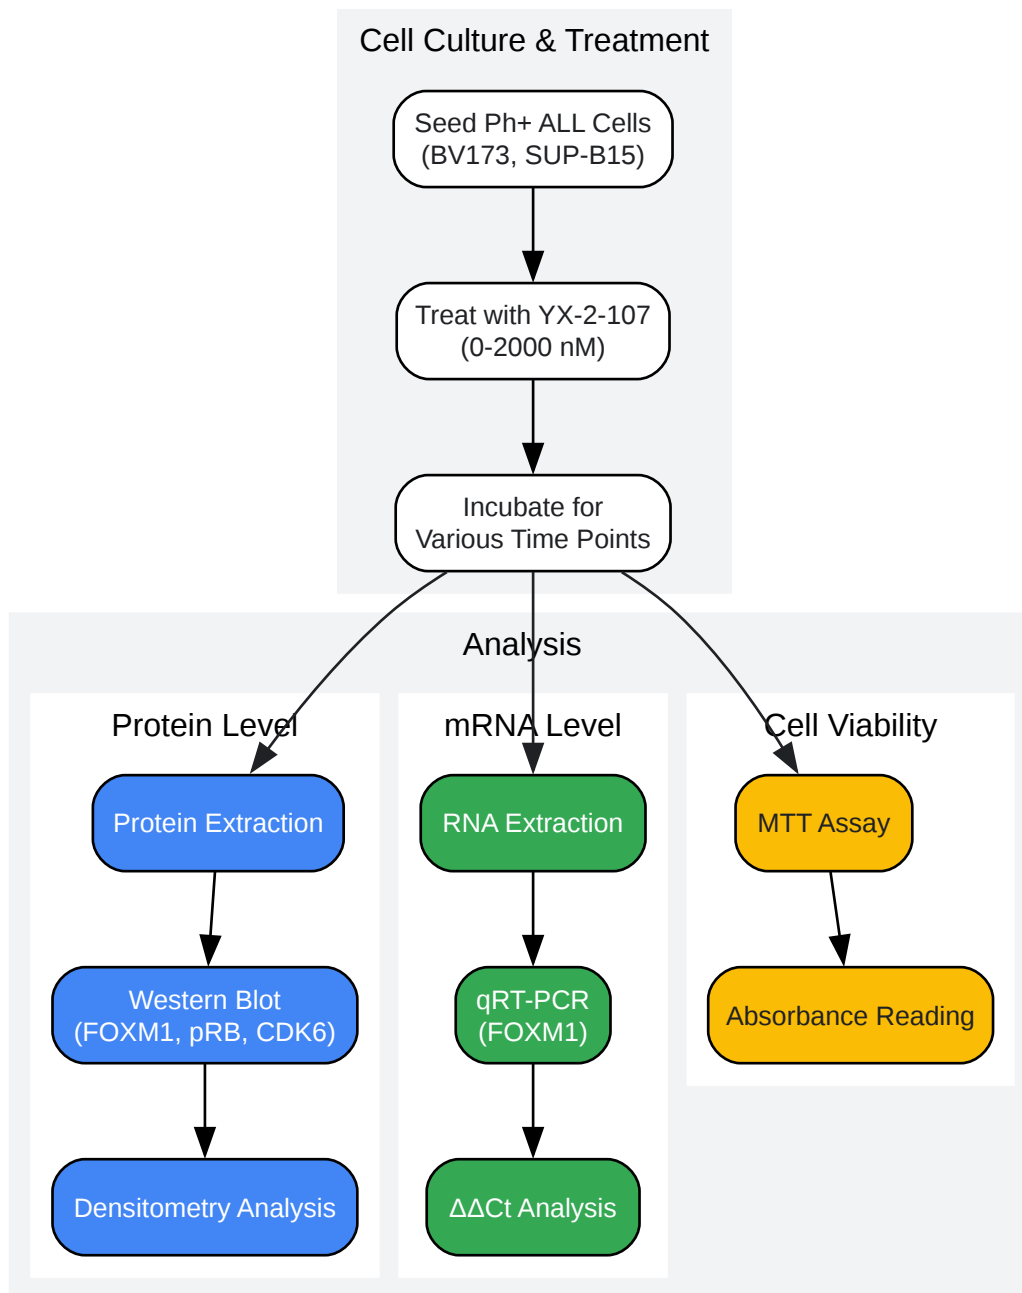 Cell Culture & Treatment
Seed Ph+ ALL Cells
(BV173, SUP-B15)
Treat with YX-2-107
(0-2000 nM)
Incubate for
Various Time Points
Analysis
Protein Level
Protein Extraction
Western Blot
(FOXM1, pRB, CDK6)
Densitometry Analysis
mRNA Level
RNA Extraction
qRT-PCR
(FOXM1)
ΔΔCt Analysis
Cell Viability
MTT Assay
Absorbance Reading